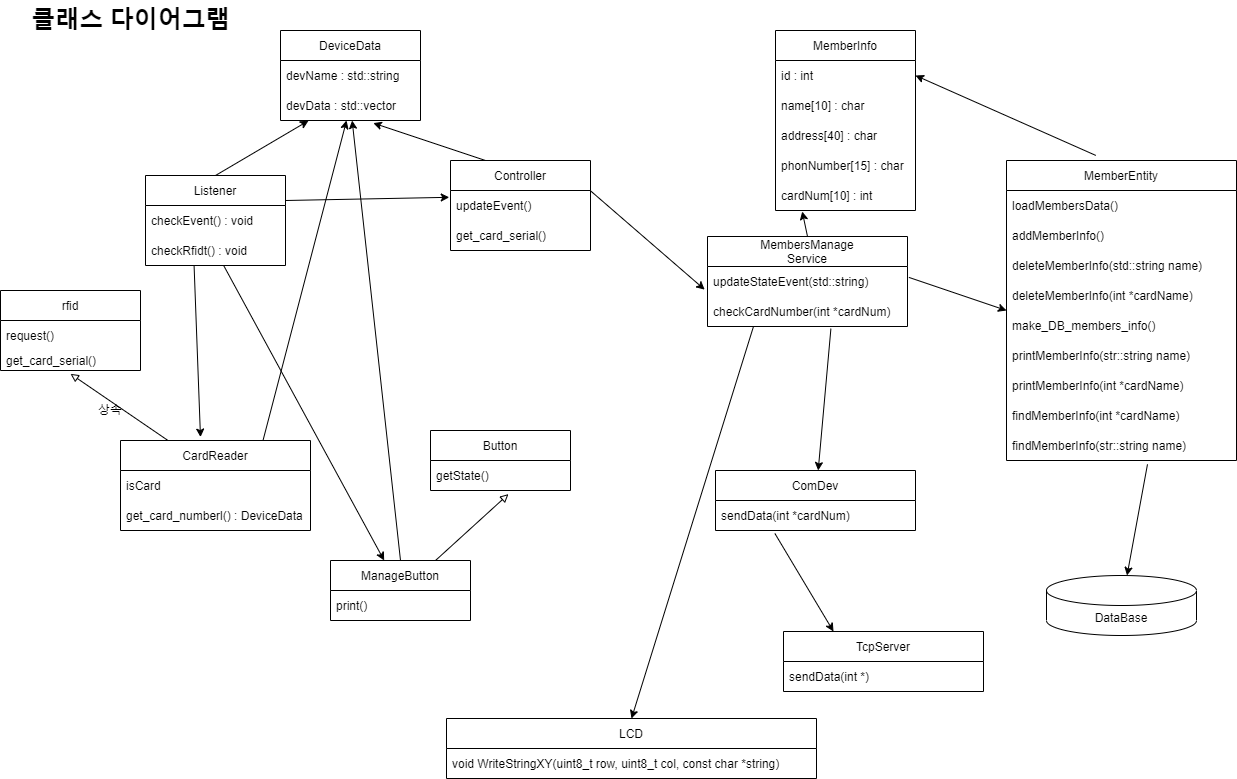 클래스 다이어그램
DeviceData
devName : std::string
devData : std::vector
MemberInfo
id : int
name[10] : char
address[40] : char
phonNumber[15] : char
cardNum[10] : int
Listener
checkEvent() : void
checkRfidt() : void
Controller
updateEvent()
get_card_serial()
MembersManage
Service
updateStateEvent(std::string)
checkCardNumber(int *cardNum)
MemberEntity
loadMembersData()
addMemberInfo()
deleteMemberInfo(std::string name)
deleteMemberInfo(int *cardName)
make_DB_members_info()
printMemberInfo(str::string name)
printMemberInfo(int *cardName)
findMemberInfo(int *cardName)
findMemberInfo(str::string name)
rfid
request()
get_card_serial()
상속
CardReader
isCard
get_card_numberl() : DeviceData
Button
getState()
ManageButton
print()
ComDev
sendData(int *cardNum)
DataBase
TcpServer
sendData(int *)
LCD
void WriteStringXY(uint8_t row, uint8_t col, const char *string)